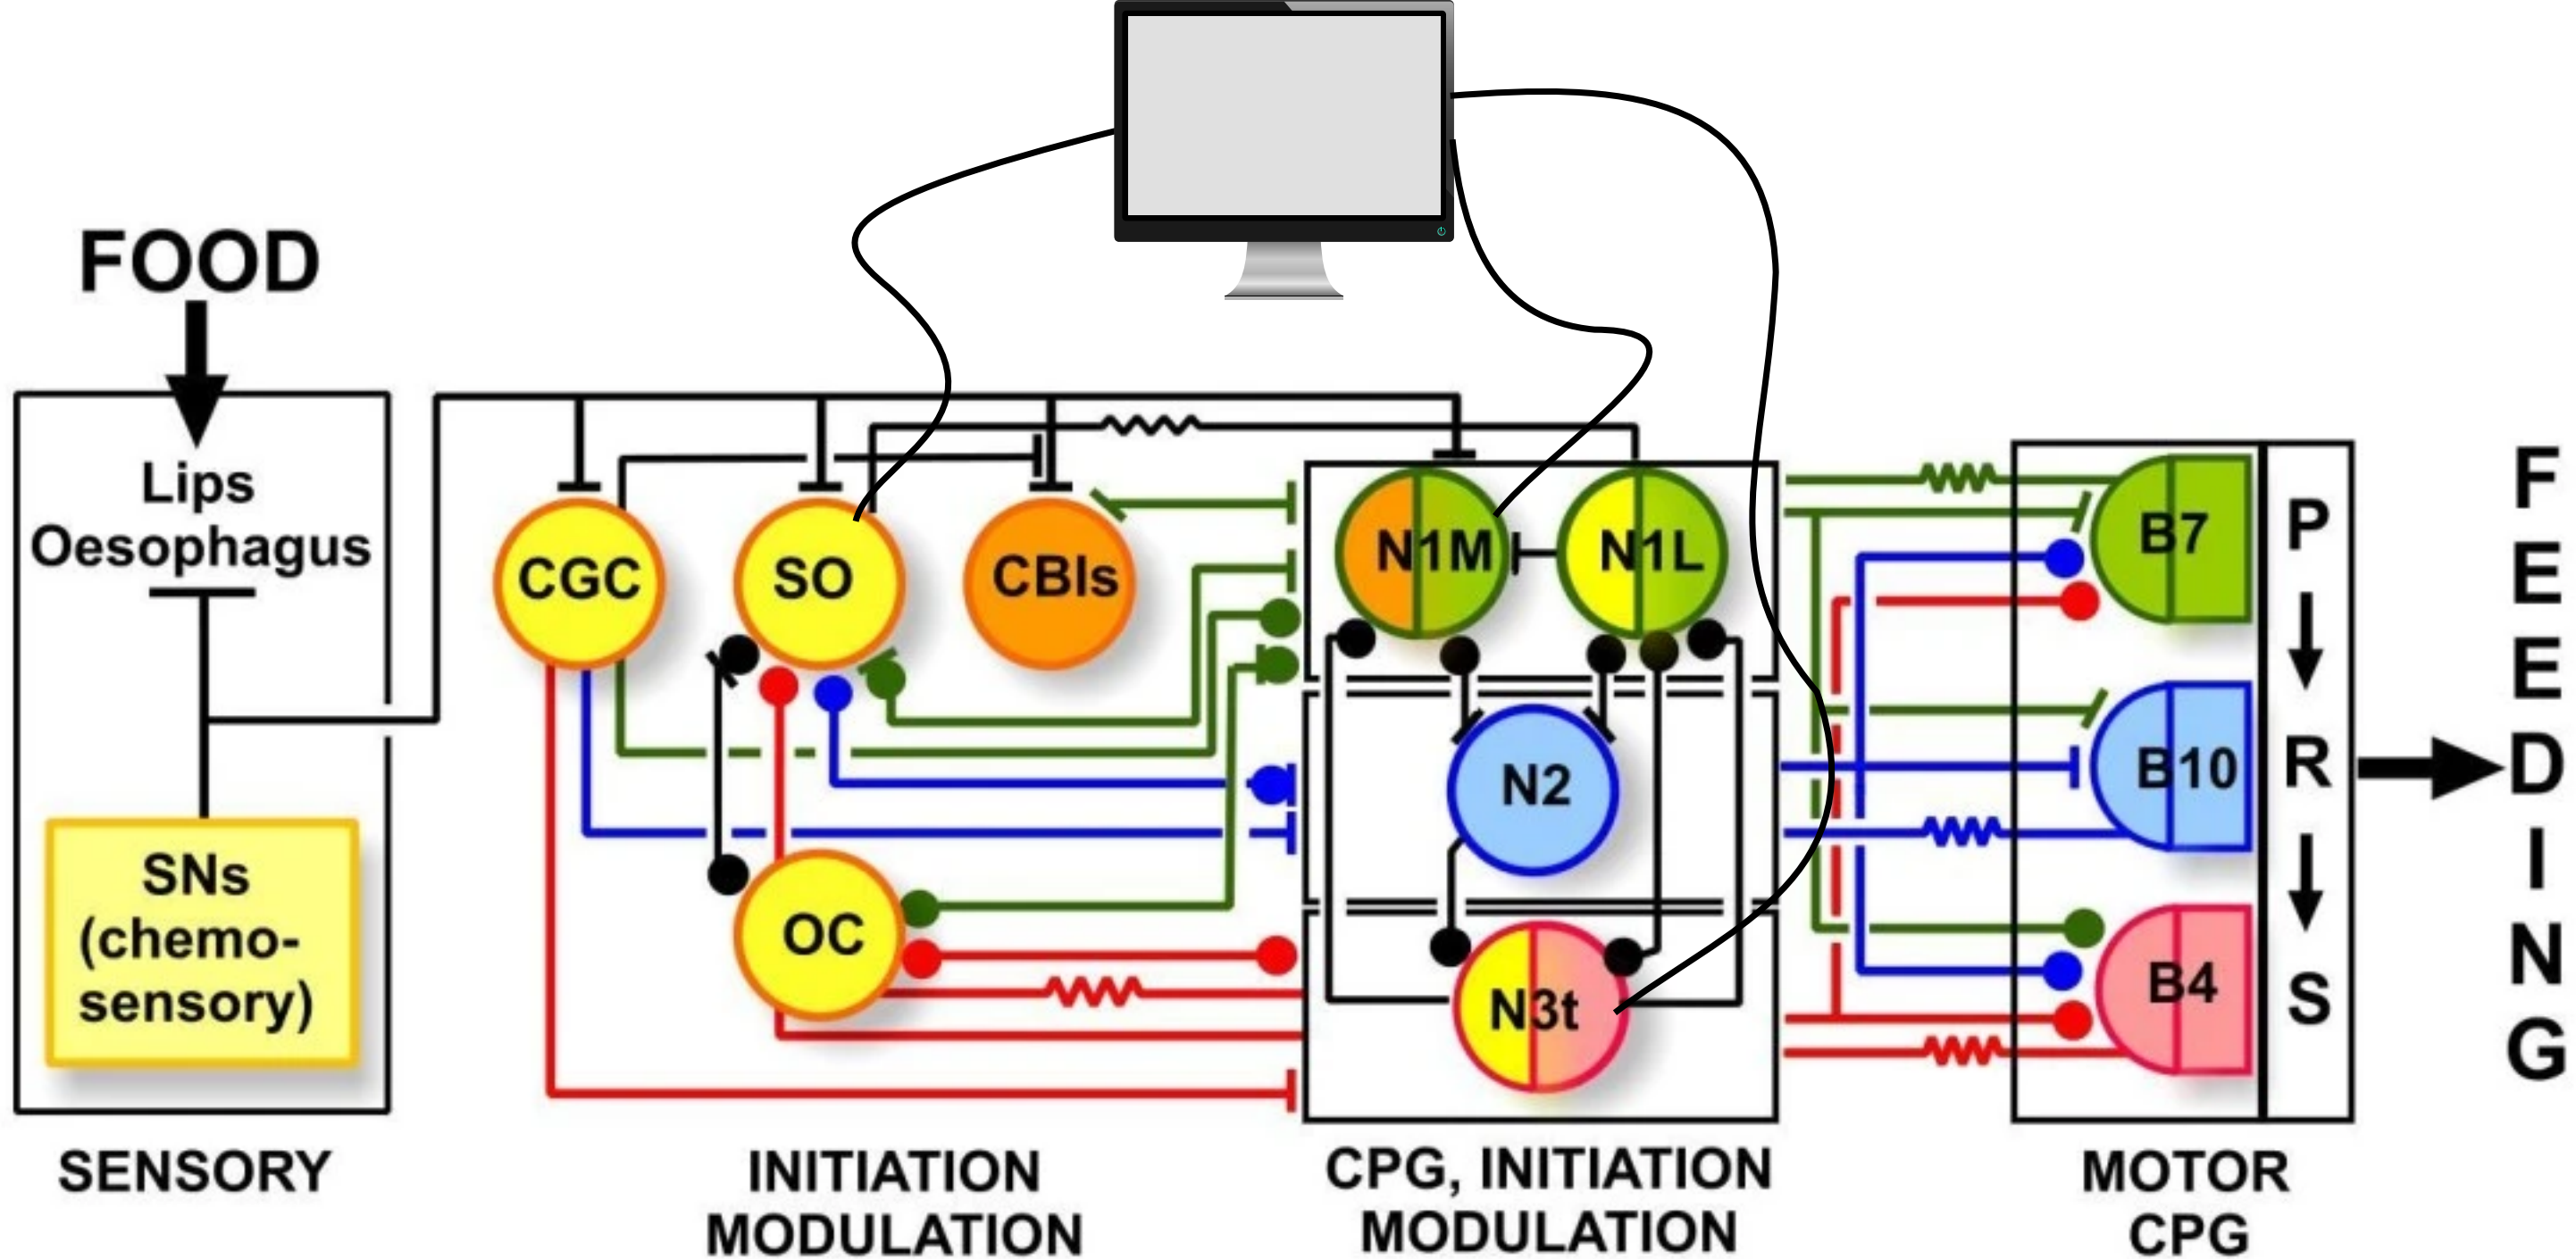 FOOD
Lips
Oesophagus
SNs
(chemo-
sensory)
SENSORY
CGC
SO
CBIs
OC
INITIATION
MODULATION
N1M
N1L
N2
N3t
CPG, INITIATION
MODULATION
B7
B10
B4
P
R
S
MOTOR
CPG
F
E
E
D
I
N
G